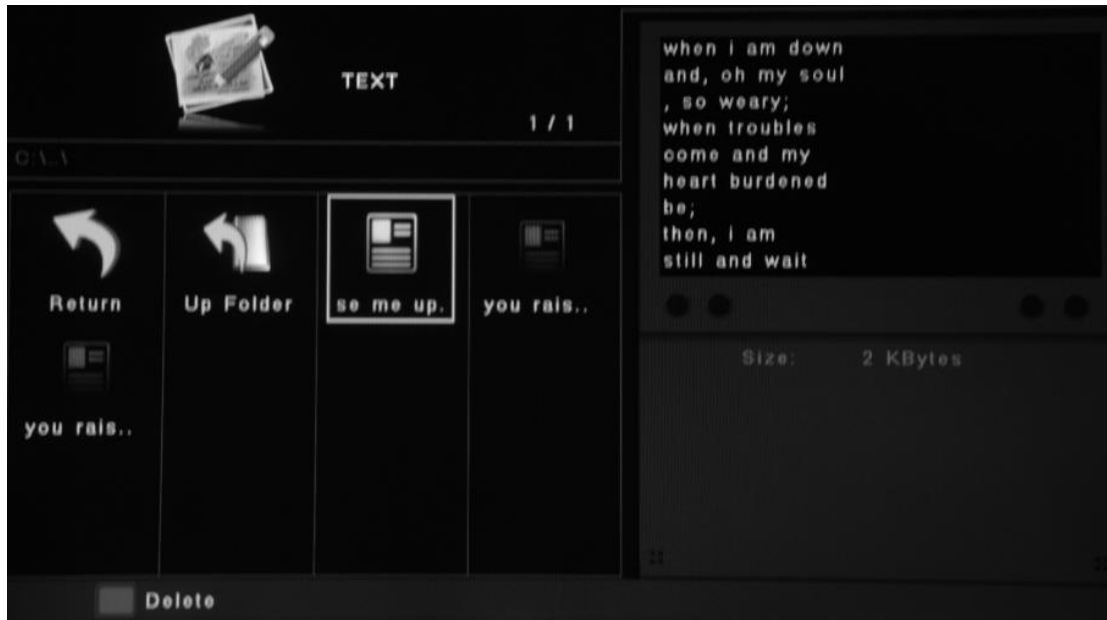 TEXT
1 / 1
C:\..\
Return
Up Folder
se me up.
you rais..
you rais..
when i am down
and, oh my soul
, so weary;
when troubles
come and my
heart burdened
be;
then, i am
still and wait
Size: 2 KBytes
Delete